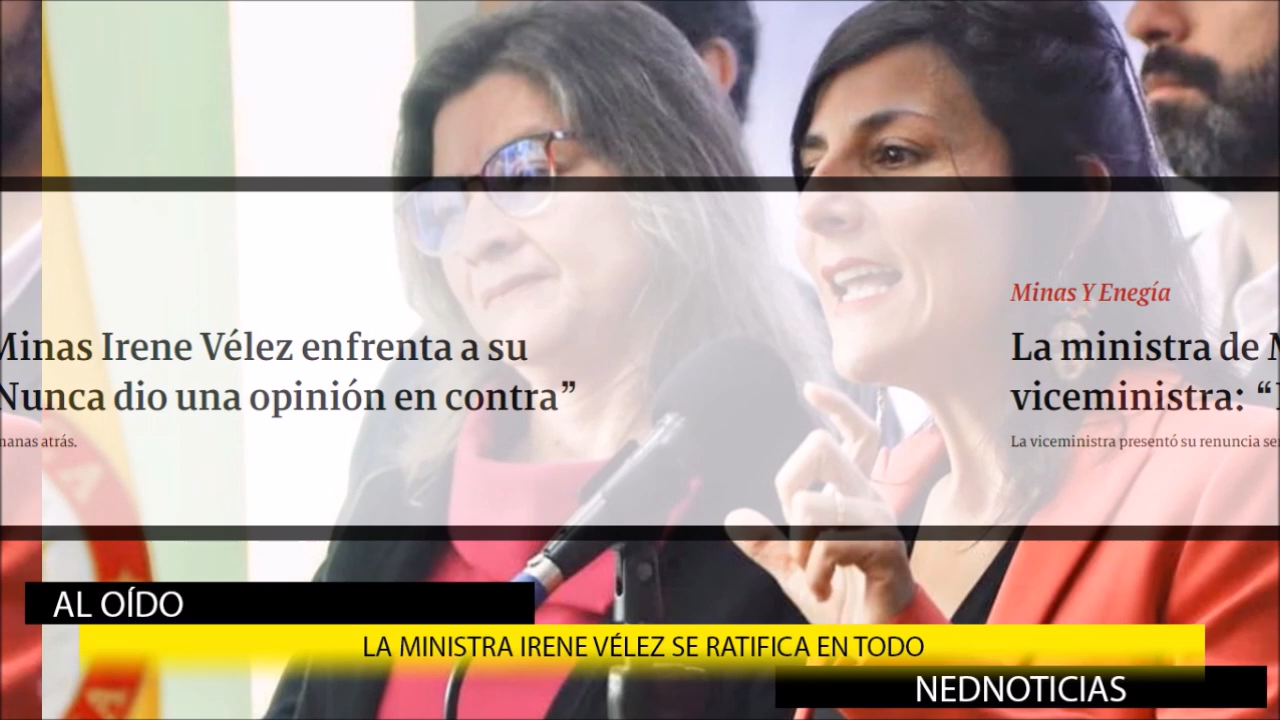 Minas Y Enegía
Minas Irene Vélez enfrenta a su
Nunca dio una opinión en contra”
manas atrás.
La ministra de M
viceministra: “
La viceministra presentó su renuncia se
AL OÍDO
LA MINISTRA IRENE VÉLEZ SE RATIFICA EN TODO
NEDNOTICIAS